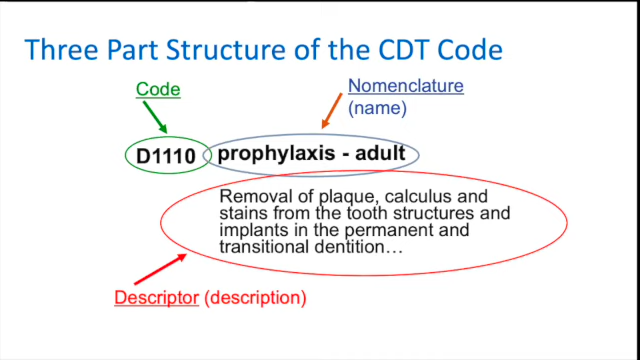 Three Part Structure of the CDT Code
Code
Nomenclature
(name)
D1110 prophylaxis - adult
Removal of plaque, calculus and
stains from the tooth structures and
implants in the permanent and
transitional dentition…
Descriptor (description)